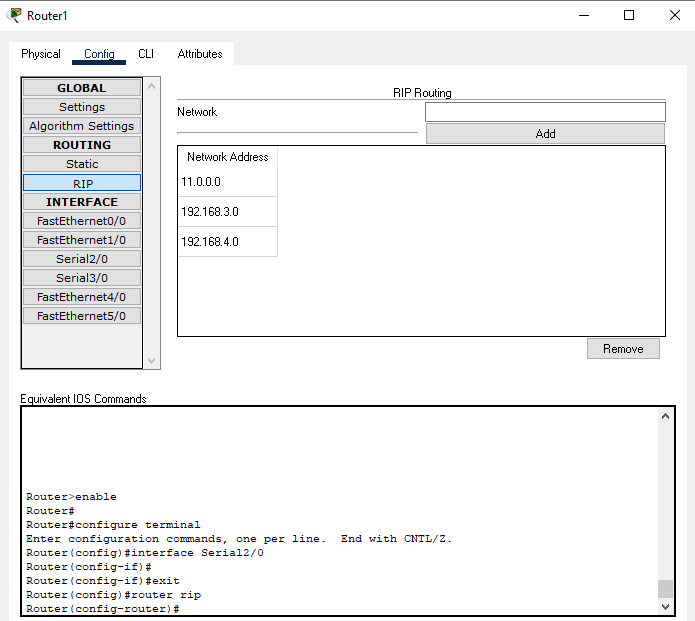 Router1
Physical Config CLI Attributes
GLOBAL
Settings
Algorithm Settings
ROUTING
Static
RIP
INTERFACE
FastEthernet0/0
FastEthernet1/0
Serial2/0
Serial3/0
FastEthernet4/0
FastEthernet5/0
RIP Routing
Network
Add
Network Address
11.0.0.0
192.168.3.0
192.168.4.0
Remove
Equivalent IOS Commands
Router>enable
Router#
Router#configure terminal
Enter configuration commands, one per line.  End with CNTL/Z.
Router(config)#interface Serial2/0
Router(config-if)#
Router(config-if)#exit
Router(config)#router rip
Router(config-router)#